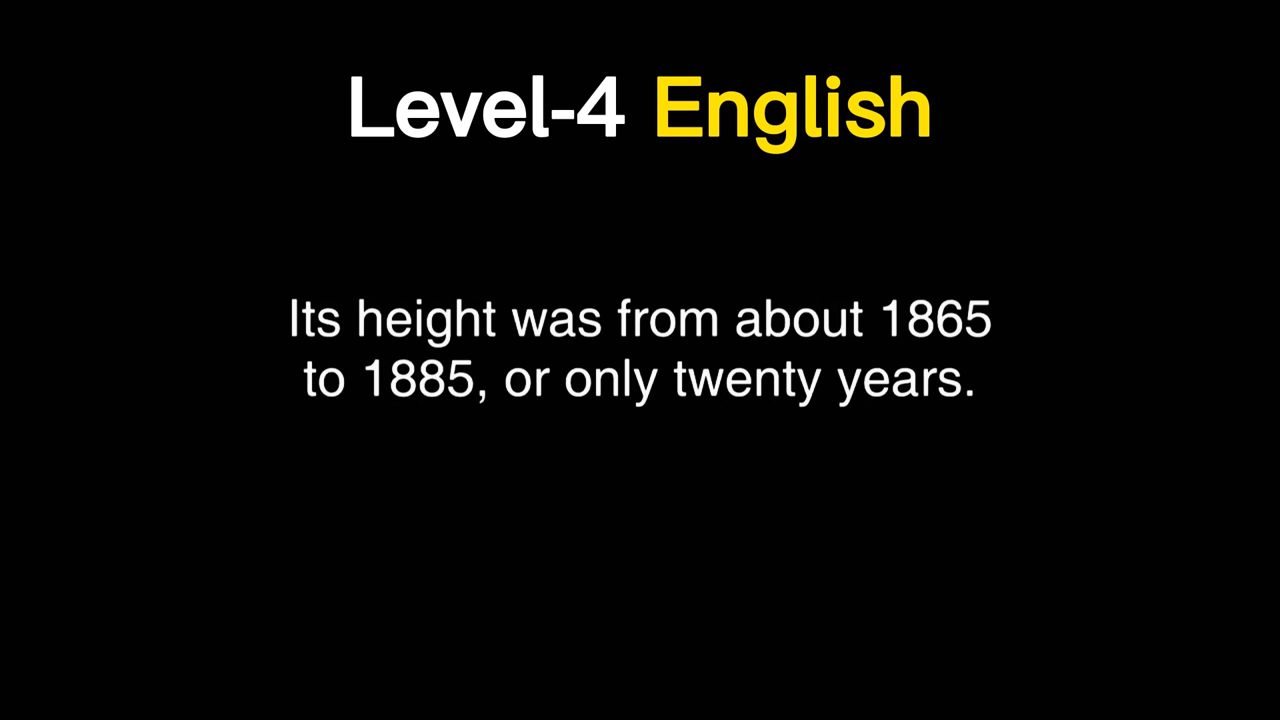 Level-4 English
Its height was from about 1865
to 1885, or only twenty years.